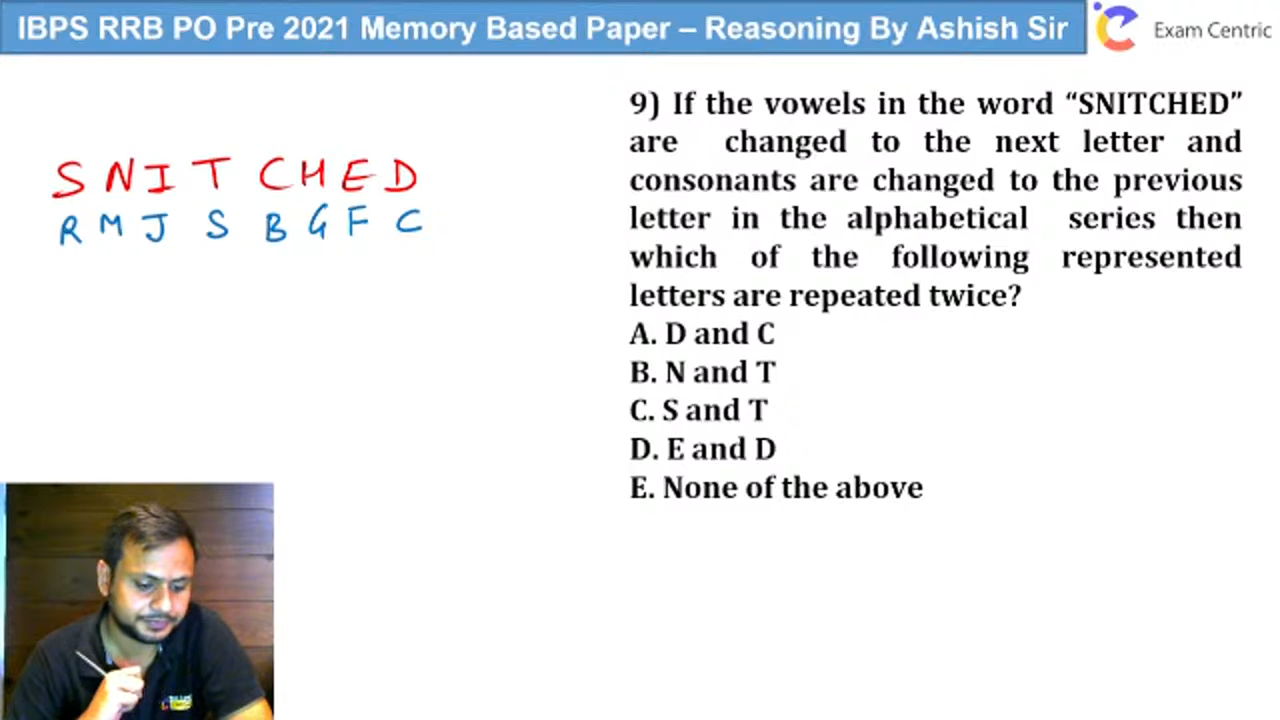 IBPS RRB PO Pre 2021 Memory Based Paper – Reasoning By Ashish Sir
Exam Centric
S N I T C H E D
R M J S B G F C
9) If the vowels in the word “SNITCHED”
are changed to the next letter and
consonants are changed to the previous
letter in the alphabetical series then
which of the following represented
letters are repeated twice?
A. D and C
B. N and T
C. S and T
D. E and D
E. None of the above